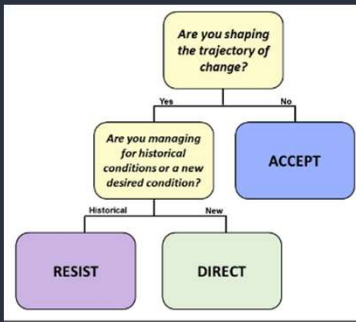 Are you shaping
the trajectory of
change?
Yes
No
Are you managing
for historical
conditions or a new
desired condition?
ACCEPT
Historical
New
RESIST
DIRECT